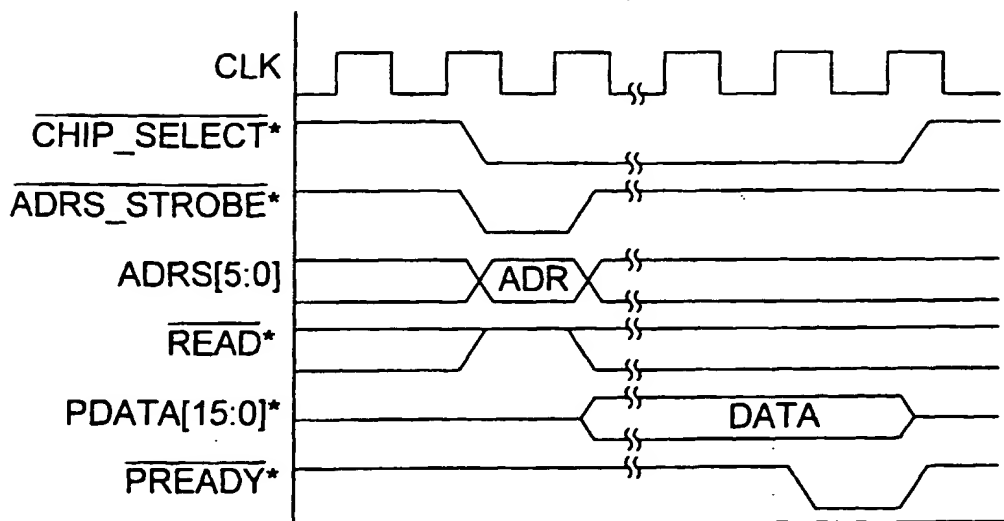 CLK
CHIP_SELECT*
ADRS_STROBE*
ADRS[5:0]
ADR
READ*
PDATA[15:0]*
DATA
PREADY*